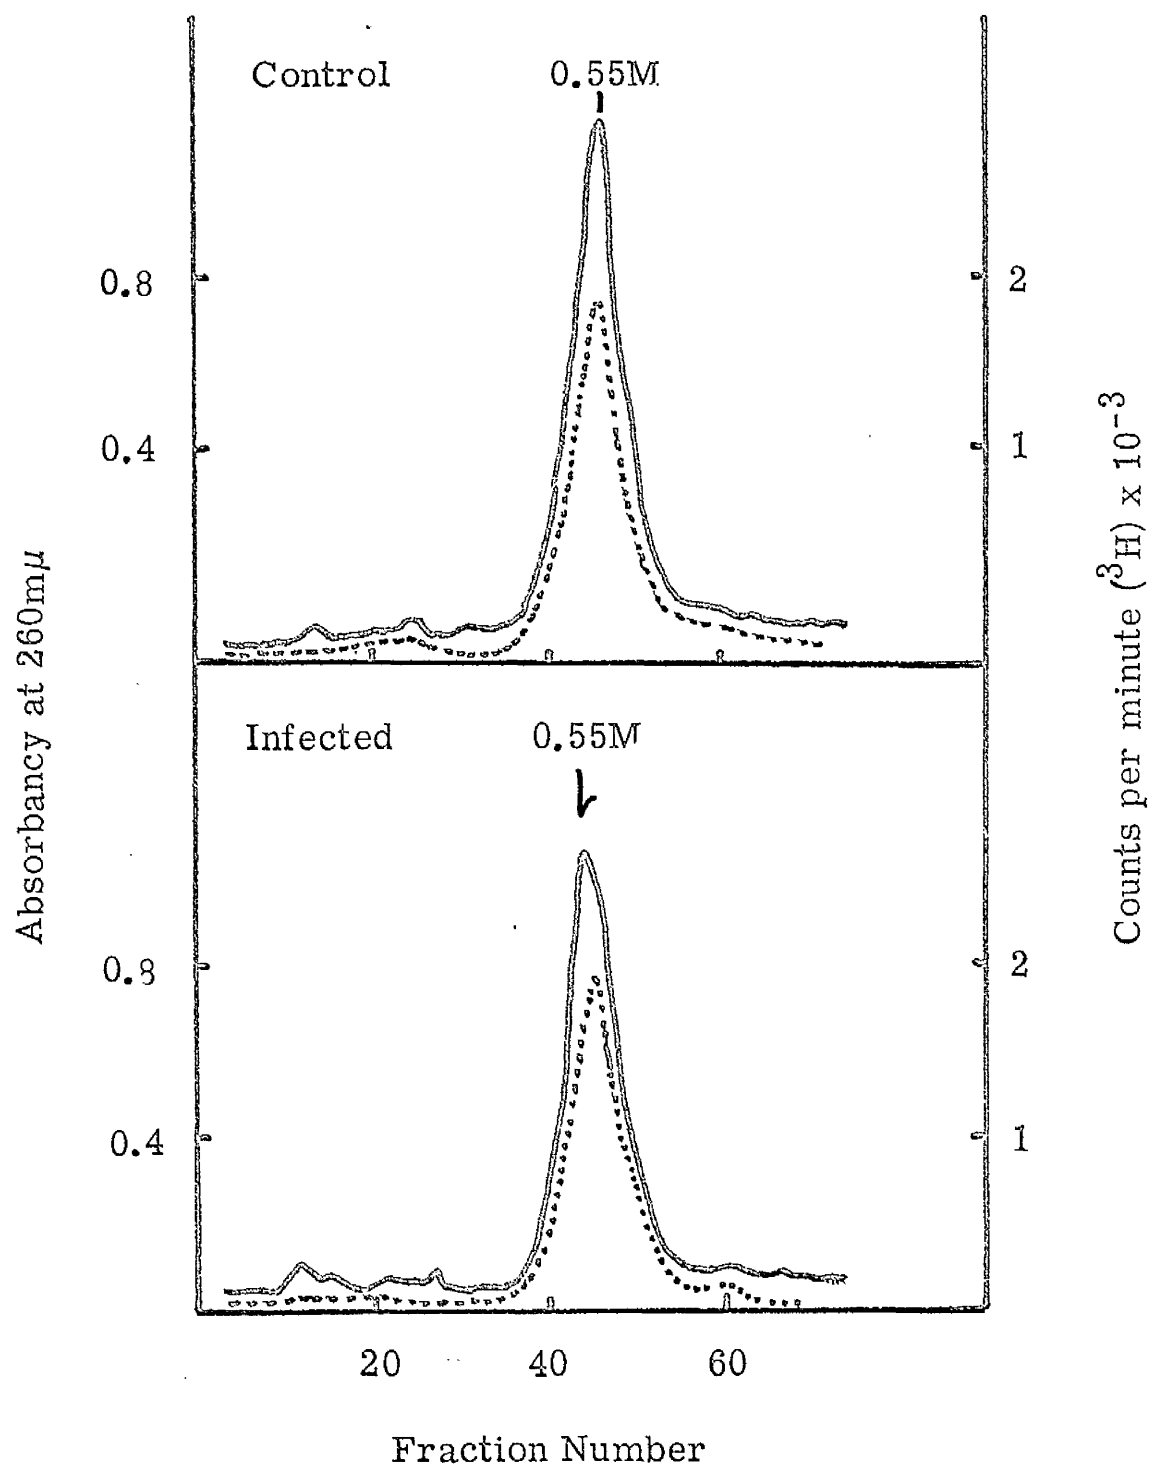 Control 0.55M
0.8 2
0.4 1
Absorbancy at 260mμ
Counts per minute (³H) x 10⁻³
Infected 0.55M
0.8 2
0.4 1
20 40 60
Fraction Number